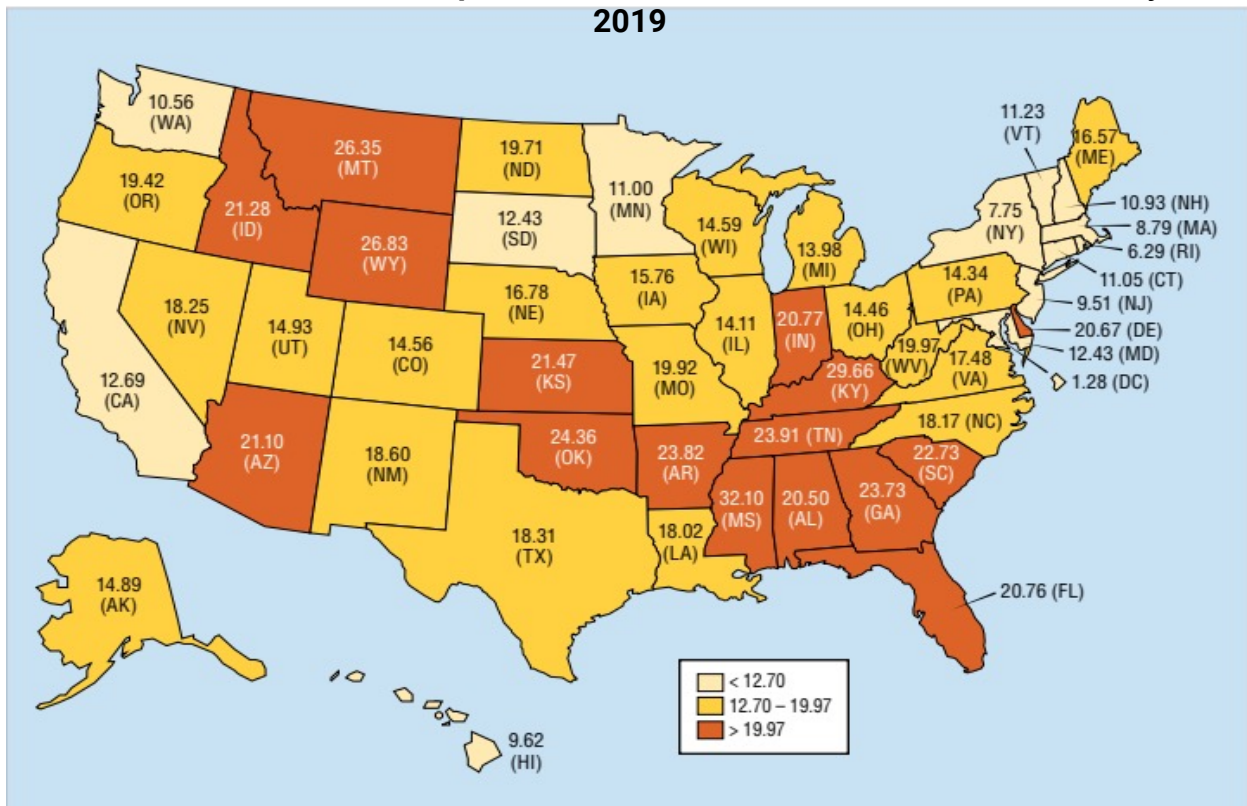 2019
10.56
(WA)
19.42
(OR)
12.69
(CA)
18.25
(NV)
21.28
(ID)
26.35
(MT)
26.83
(WY)
14.93
(UT)
14.56
(CO)
21.10
(AZ)
18.60
(NM)
19.71
(ND)
12.43
(SD)
16.78
(NE)
21.47
(KS)
24.36
(OK)
18.31
(TX)
11.00
(MN)
15.76
(IA)
19.92
(MO)
23.82
(AR)
18.02
(LA)
14.59
(WI)
14.11
(IL)
13.98
(MI)
20.77
(IN)
14.46
(OH)
29.66
(KY)
23.91 (TN)
32.10
(MS)
20.50
(AL)
23.73
(GA)
20.76 (FL)
22.73
(SC)
18.17 (NC)
17.48
(VA)
19.97
(WV)
14.34
(PA)
7.75
(NY)
11.23
(VT)
16.57
(ME)
10.93 (NH)
8.79 (MA)
6.29 (RI)
11.05 (CT)
9.51 (NJ)
20.67 (DE)
12.43 (MD)
1.28 (DC)
14.89
(AK)
9.62
(HI)
< 12.70
12.70 – 19.97
> 19.97